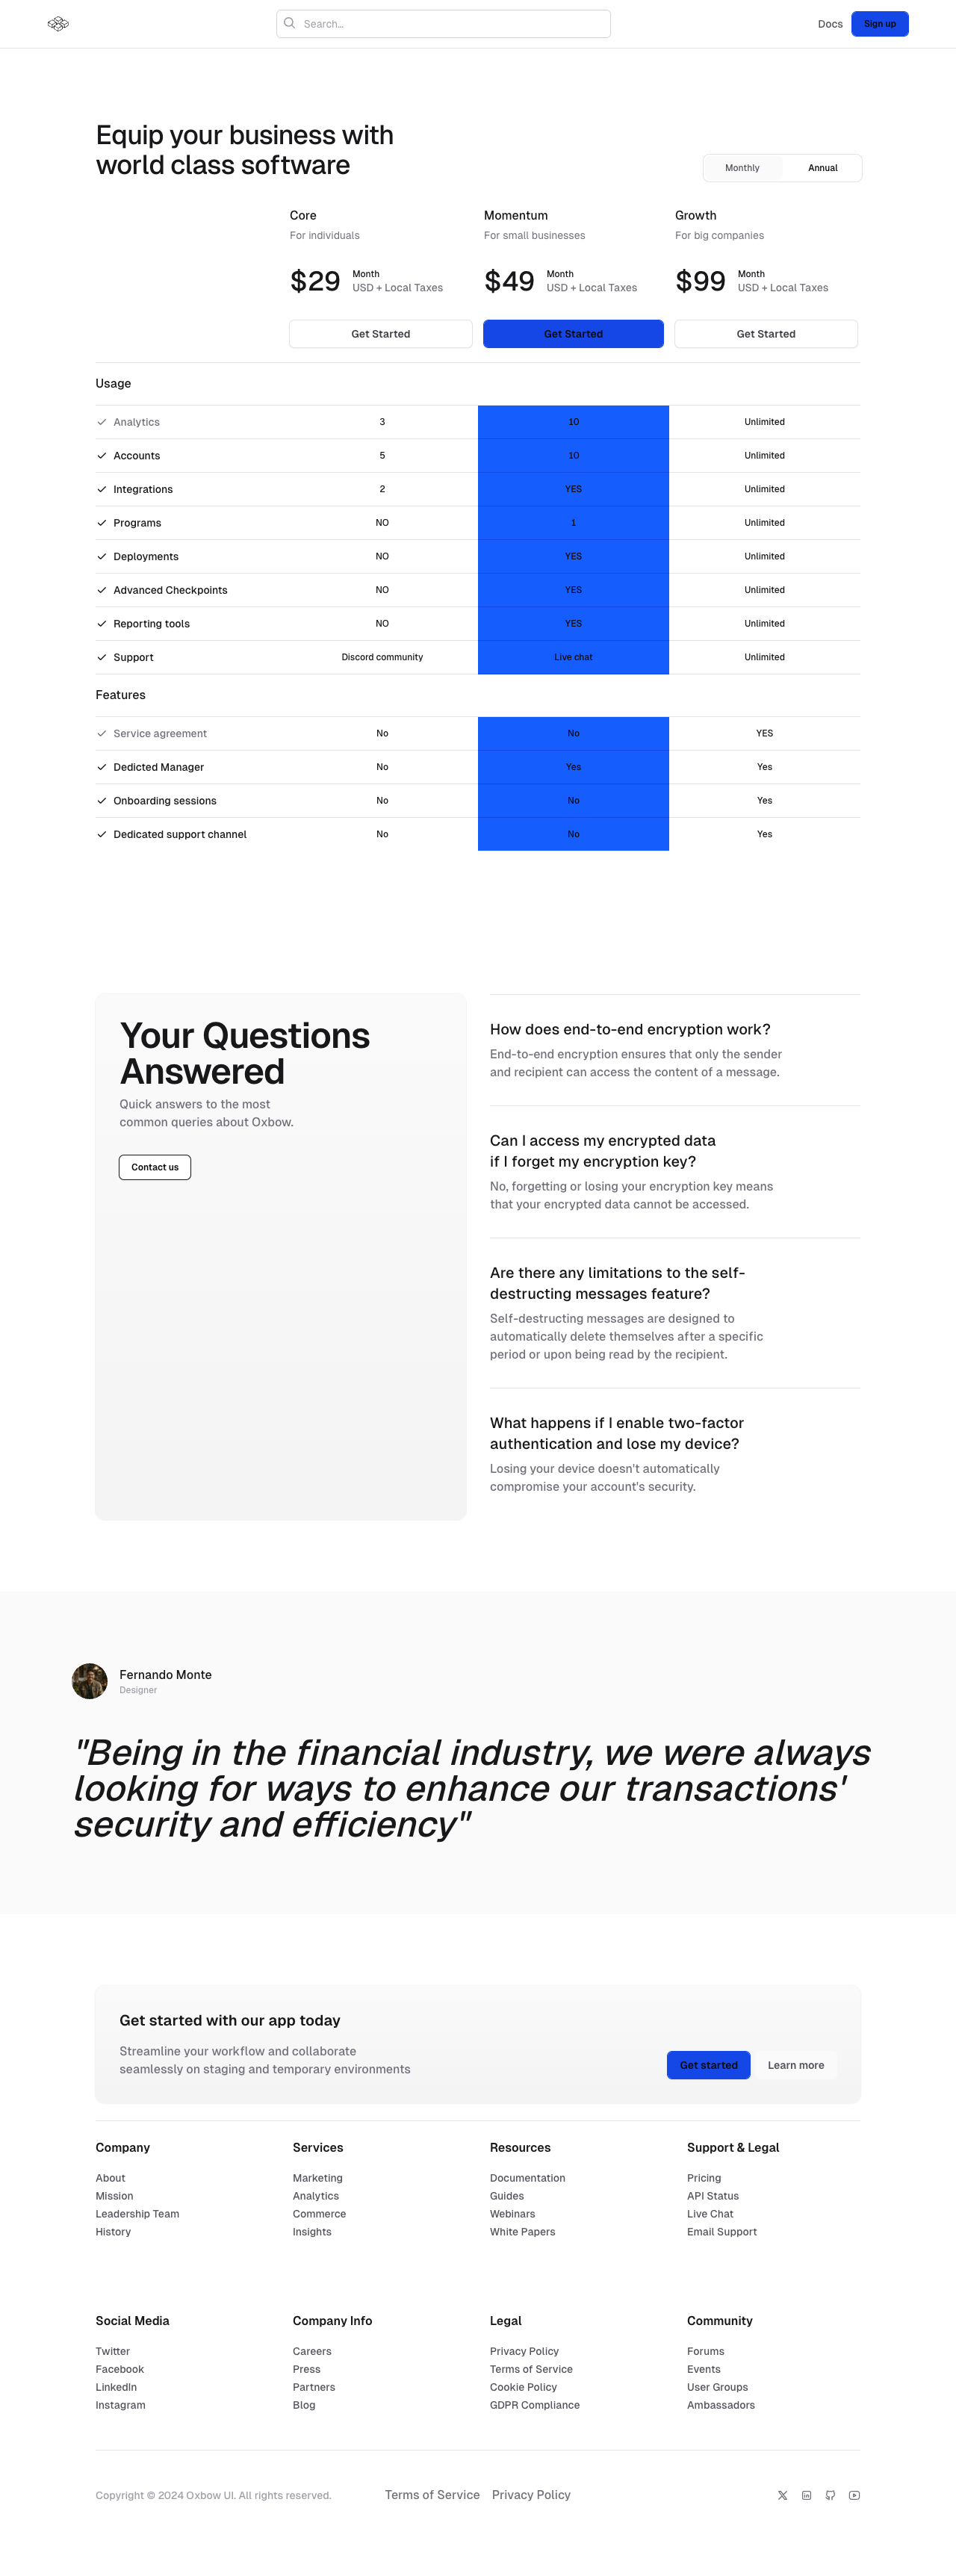 Search...
Docs
Sign up
Equip your business with
world class software
Monthly
Annual
Core
For individuals
Momentum
For small businesses
Growth
For big companies
$29
Month
USD + Local Taxes
$49
Month
USD + Local Taxes
$99
Month
USD + Local Taxes
Get Started
Get Started
Get Started
Usage
Analytics 3 10 Unlimited
Accounts 5 10 Unlimited
Integrations 2 YES Unlimited
Programs NO 1 Unlimited
Deployments NO YES Unlimited
Advanced Checkpoints NO YES Unlimited
Reporting tools NO YES Unlimited
Support Discord community Live chat Unlimited
Features
Service agreement No No YES
Dedicted Manager No Yes Yes
Onboarding sessions No No Yes
Dedicated support channel No No Yes
Your Questions
Answered
Quick answers to the most
common queries about Oxbow.
Contact us
How does end-to-end encryption work?
End-to-end encryption ensures that only the sender
and recipient can access the content of a message.
Can I access my encrypted data
if I forget my encryption key?
No, forgetting or losing your encryption key means
that your encrypted data cannot be accessed.
Are there any limitations to the self-
destructing messages feature?
Self-destructing messages are designed to
automatically delete themselves after a specific
period or upon being read by the recipient.
What happens if I enable two-factor
authentication and lose my device?
Losing your device doesn't automatically
compromise your account's security.
Fernando Monte
Designer
"Being in the financial industry, we were always
looking for ways to enhance our transactions'
security and efficiency"
Get started with our app today
Streamline your workflow and collaborate
seamlessly on staging and temporary environments
Get started
Learn more
Company
About
Mission
Leadership Team
History
Services
Marketing
Analytics
Commerce
Insights
Resources
Documentation
Guides
Webinars
White Papers
Support & Legal
Pricing
API Status
Live Chat
Email Support
Social Media
Twitter
Facebook
LinkedIn
Instagram
Company Info
Careers
Press
Partners
Blog
Legal
Privacy Policy
Terms of Service
Cookie Policy
GDPR Compliance
Community
Forums
Events
User Groups
Ambassadors
Copyright © 2024 Oxbow UI. All rights reserved.
Terms of Service
Privacy Policy